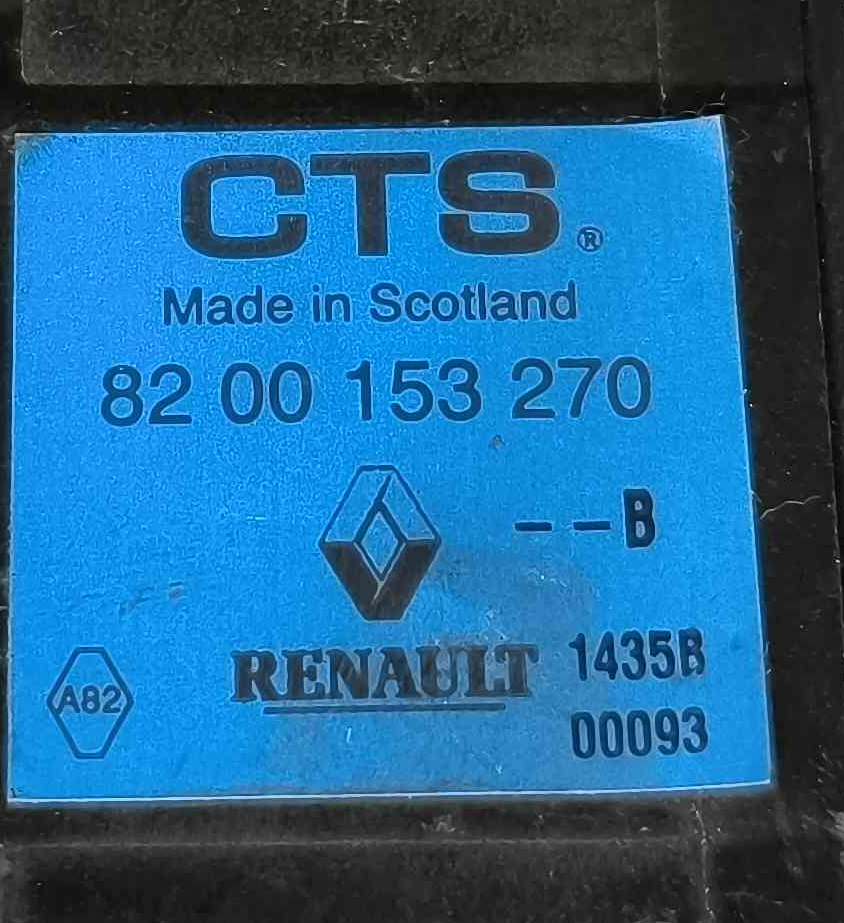 CTS®
Made in Scotland
82 00 153 270
--B
RENAULT 1435B
A82
00093